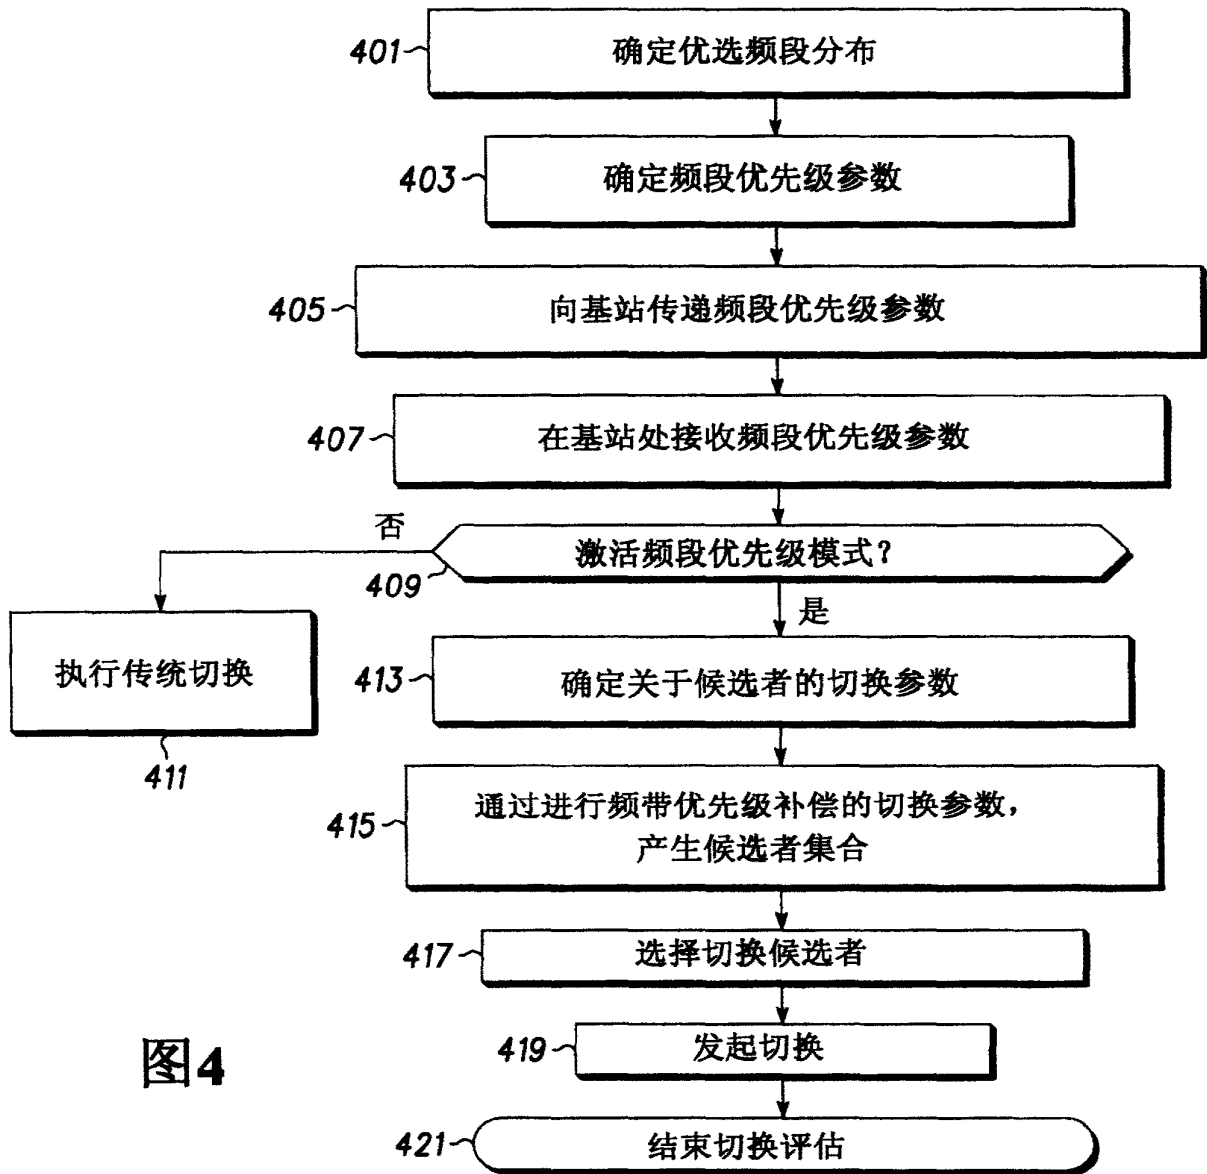 401
确定优选频段分布
403
确定频段优先级参数
405
向基站传递频段优先级参数
407
在基站处接收频段优先级参数
否
激活频段优先级模式?
409
是
执行传统切换
411
413
确定关于候选者的切换参数
415
通过进行频带优先级补偿的切换参数，
产生候选者集合
417
选择切换候选者
419
发起切换
图4
421
结束切换评估